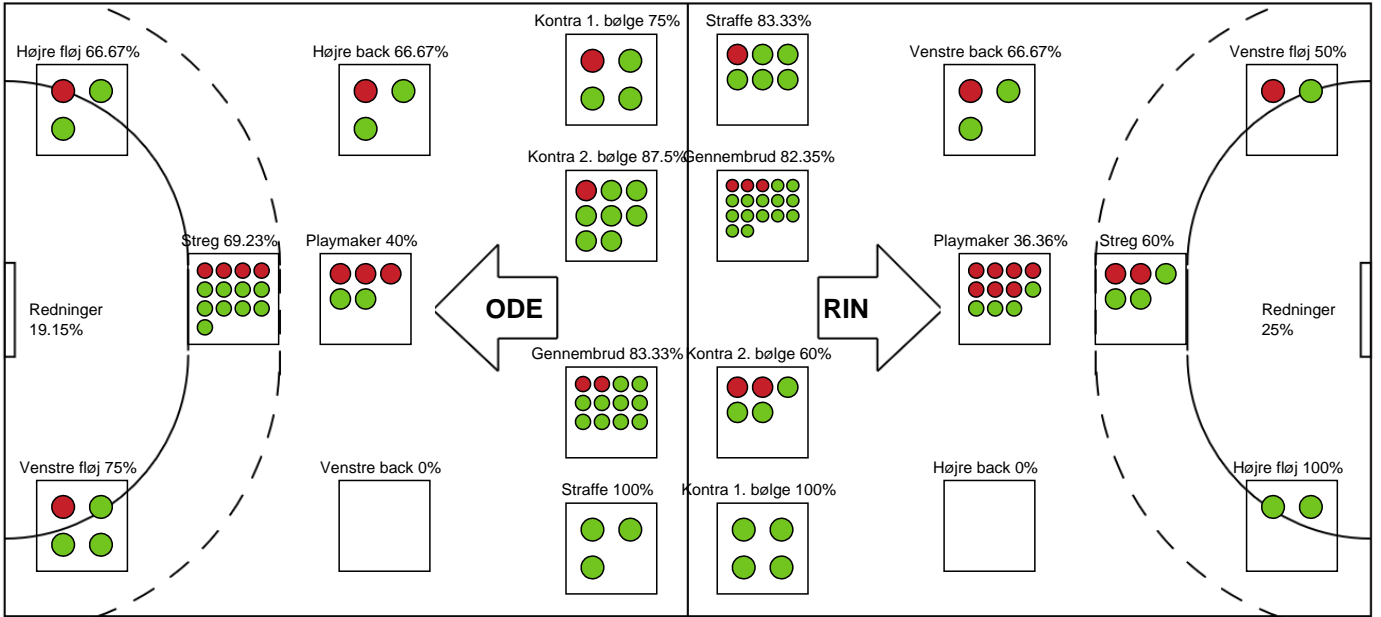 Kontra 1. bølge 75%
Straffe 83.33%
Højre fløj 66.67%
Højre back 66.67%
Venstre back 66.67%
Venstre fløj 50%
Kontra 2. bølge 87.5%
Gennembrud 82.35%
Streg 69.23%
Playmaker 40%
Playmaker 36.36%
Streg 60%
Redninger
19.15%
ODE
RIN
Redninger
25%
Gennembrud 83.33%
Kontra 2. bølge 60%
Venstre fløj 75%
Venstre back 0%
Straffe 100%
Kontra 1. bølge 100%
Højre back 0%
Højre fløj 100%